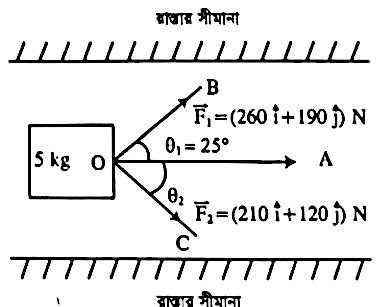 রাস্তার সীমানা
B
F⃗₁=(260 î+190 ĵ) N
θ₁=25°
5 kg O A
θ₂
F⃗₂=(210 î+120 ĵ) N
C
রাস্তার সীমানা